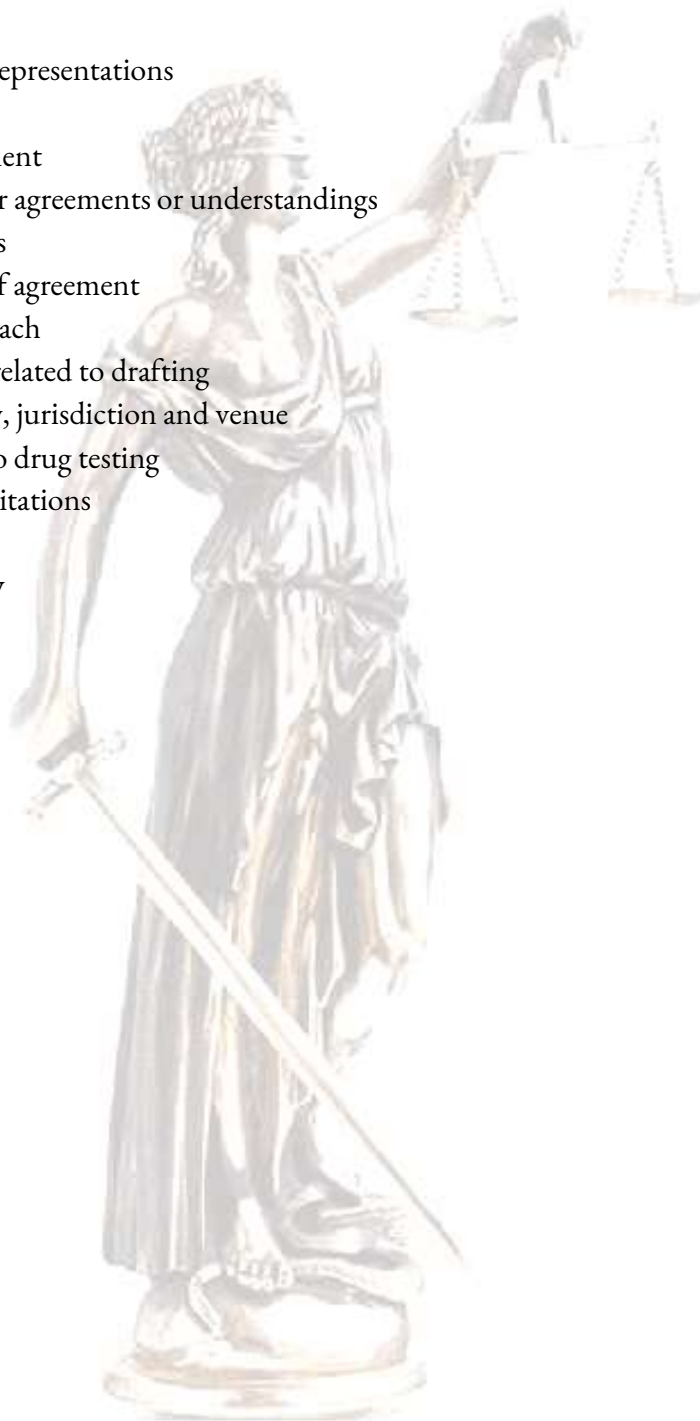 epresentations
ent
r agreements or understandings
s
f agreement
ach
elated to drafting
, jurisdiction and venue
o drug testing
itations
y